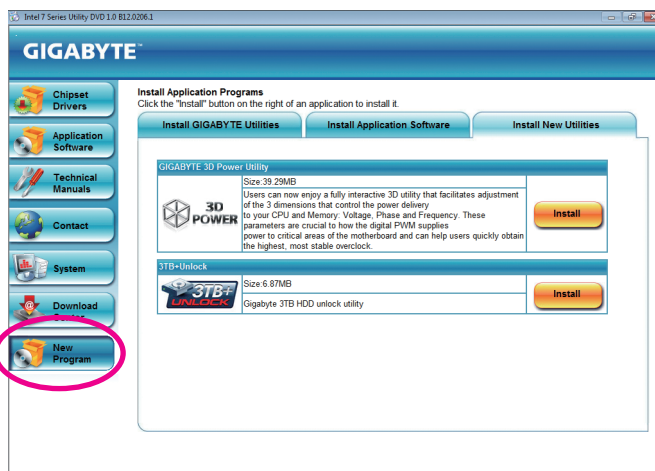 Intel 7 Series Utility DVD 1.0 B12.0206.1
GIGABYTE™
Chipset
Drivers
Application
Software
Technical
Manuals
Contact
System
Download
Center
New
Program
Install Application Programs
Click the "Install" button on the right of an application to install it.
Install GIGABYTE Utilities
Install Application Software
Install New Utilities
GIGABYTE 3D Power Utility
3D
POWER
Size:39.29MB
Users can now enjoy a fully interactive 3D utility that facilitates adjustment
of the 3 dimensions that control the power delivery
to your CPU and Memory: Voltage, Phase and Frequency. These
parameters are crucial to how the digital PWM supplies
power to critical areas of the motherboard and can help users quickly obtain
the highest, most stable overclock.
Install
3TB+Unlock
3TB+
UNLOCK
Size:6.87MB
Gigabyte 3TB HDD unlock utility
Install